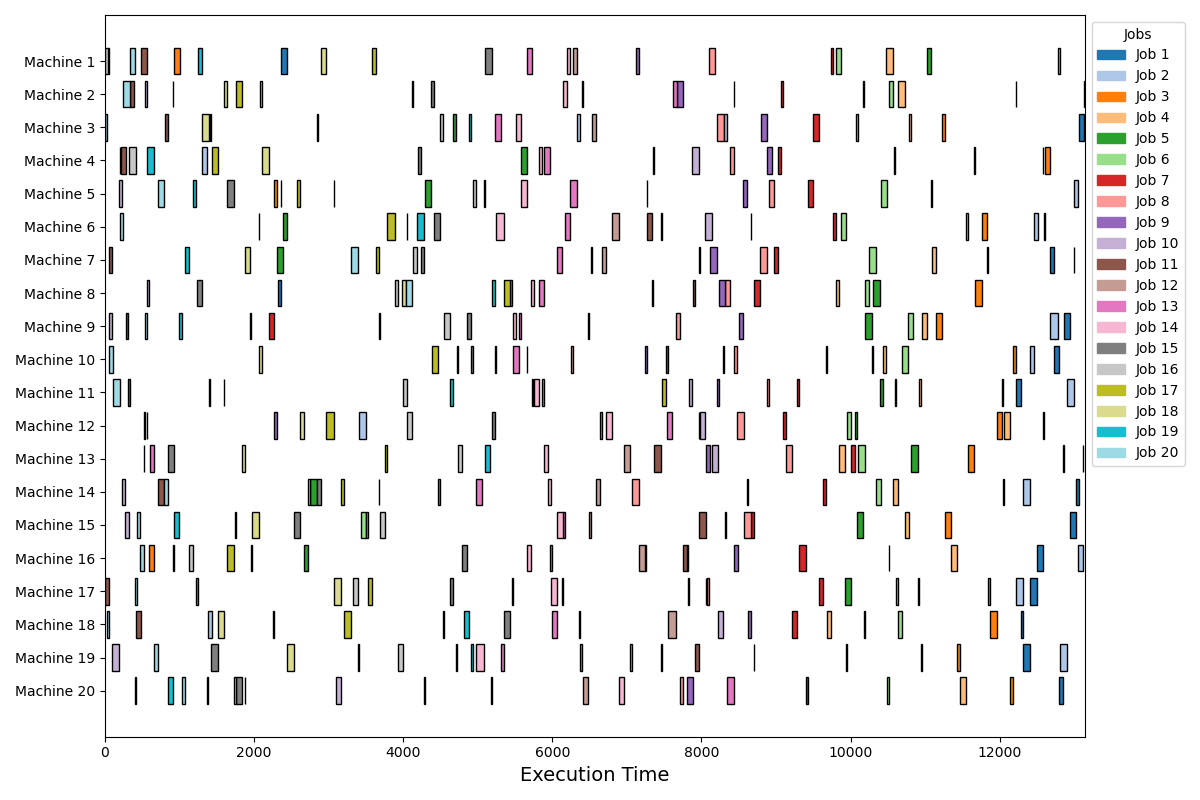 Machine 1
Machine 2
Machine 3
Machine 4
Machine 5
Machine 6
Machine 7
Machine 8
Machine 9
Machine 10
Machine 11
Machine 12
Machine 13
Machine 14
Machine 15
Machine 16
Machine 17
Machine 18
Machine 19
Machine 20
0 2000 4000 6000 8000 10000 12000
Execution Time
Jobs
Job 1
Job 2
Job 3
Job 4
Job 5
Job 6
Job 7
Job 8
Job 9
Job 10
Job 11
Job 12
Job 13
Job 14
Job 15
Job 16
Job 17
Job 18
Job 19
Job 20